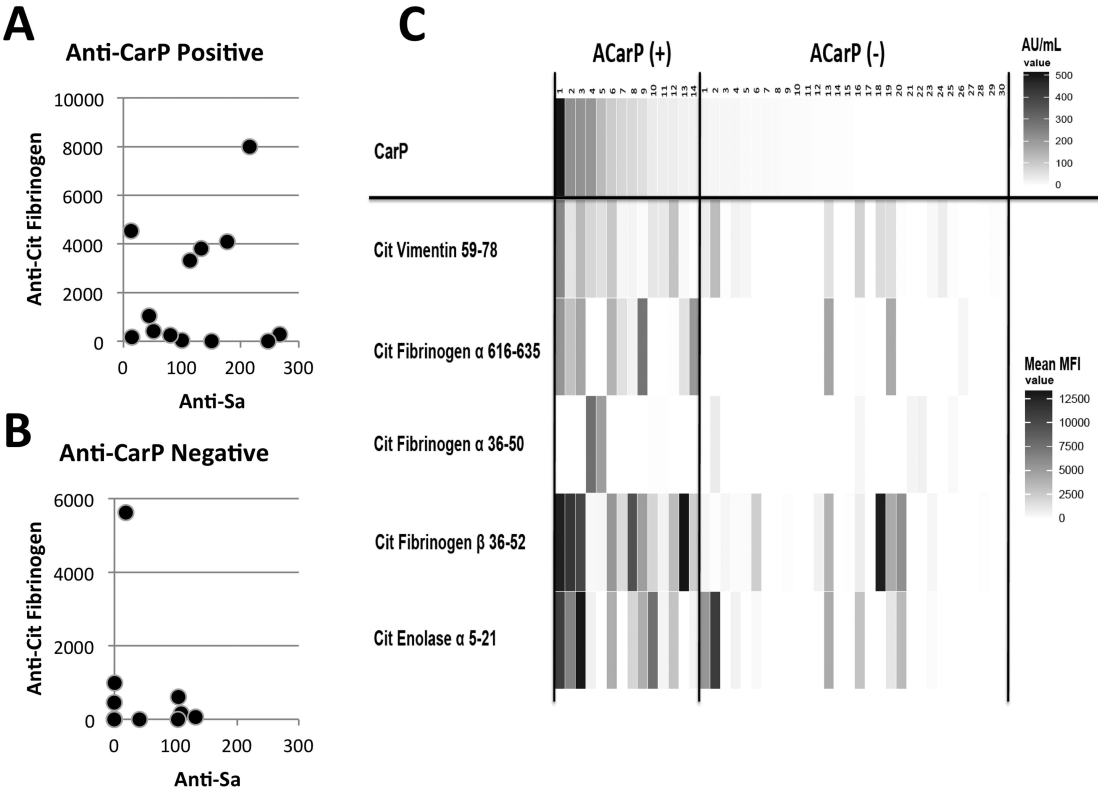 A
Anti-CarP Positive
10000
8000
6000
4000
2000
0
Anti-Cit Fibrinogen
0 100 200 300
Anti-Sa
B
Anti-CarP Negative
6000
4000
2000
0
Anti-Cit Fibrinogen
0 100 200 300
Anti-Sa
C
ACarP (+) ACarP (-)
1 2 3 4 5 6 7 8 9 10 11 12 13 14 1 2 3 4 5 6 7 8 9 10 11 12 13 14 15 16 17 18 19 20 21 22 23 24 25 26 27 28 29 30
CarP
Cit Vimentin 59-78
Cit Fibrinogen α 616-635
Cit Fibrinogen α 36-50
Cit Fibrinogen β 36-52
Cit Enolase α 5-21
AU/mL
value
500
400
300
200
100
0
Mean MFI
value
12500
10000
7500
5000
2500
0